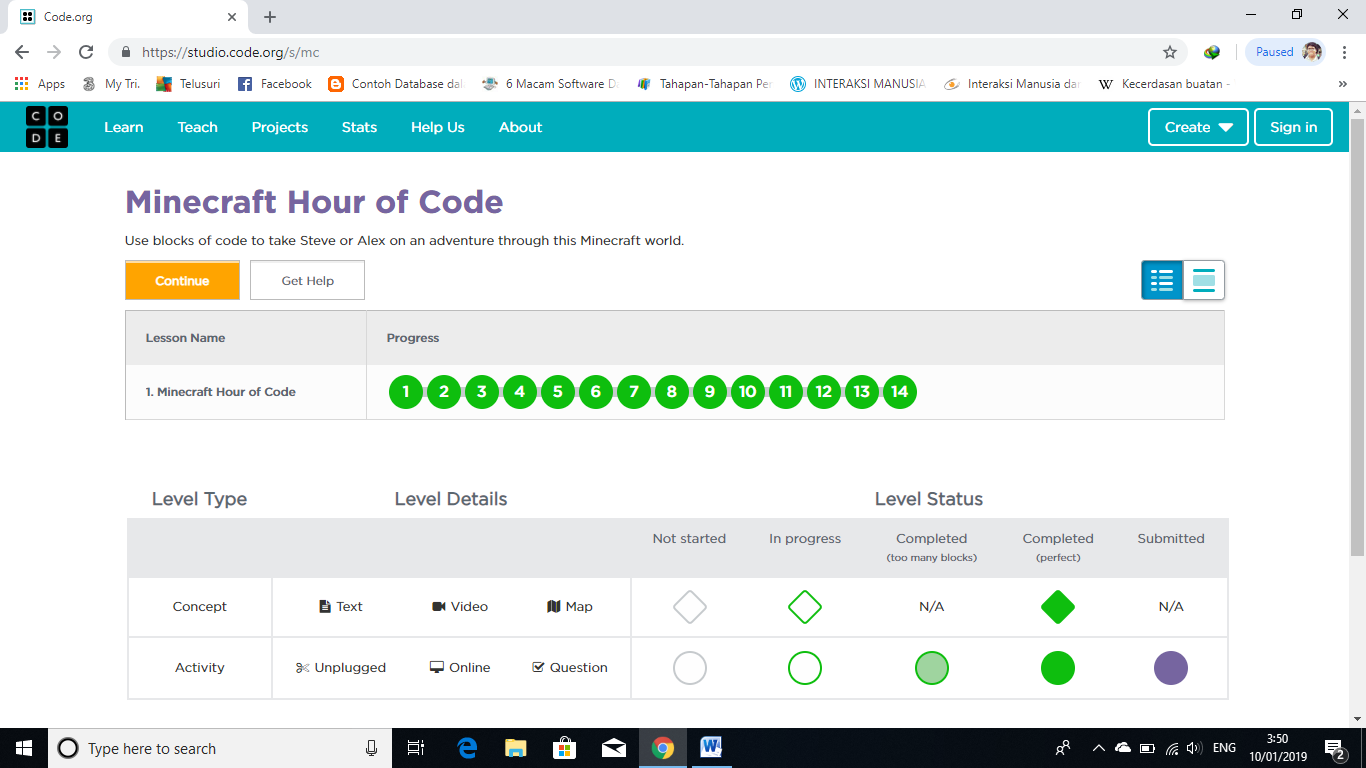 Code.org
https://studio.code.org/s/mc
Paused
Apps My Tri. Telusuri Facebook Contoh Database dal 6 Macam Software D Tahapan-Tahapan Per INTERAKSI MANUSIA Interaksi Manusia dar Kecerdasan buatan - »
CODE Learn Teach Projects Stats Help Us About Create Sign in
Minecraft Hour of Code
Use blocks of code to take Steve or Alex on an adventure through this Minecraft world.
Continue Get Help
Lesson Name Progress
1. Minecraft Hour of Code 1 2 3 4 5 6 7 8 9 10 11 12 13 14
Level Type Level Details Level Status
Not started In progress Completed (too many blocks) Completed (perfect) Submitted
Concept Text Video Map N/A N/A
Activity Unplugged Online Question
Type here to search ENG 3:50
10/01/2019 2